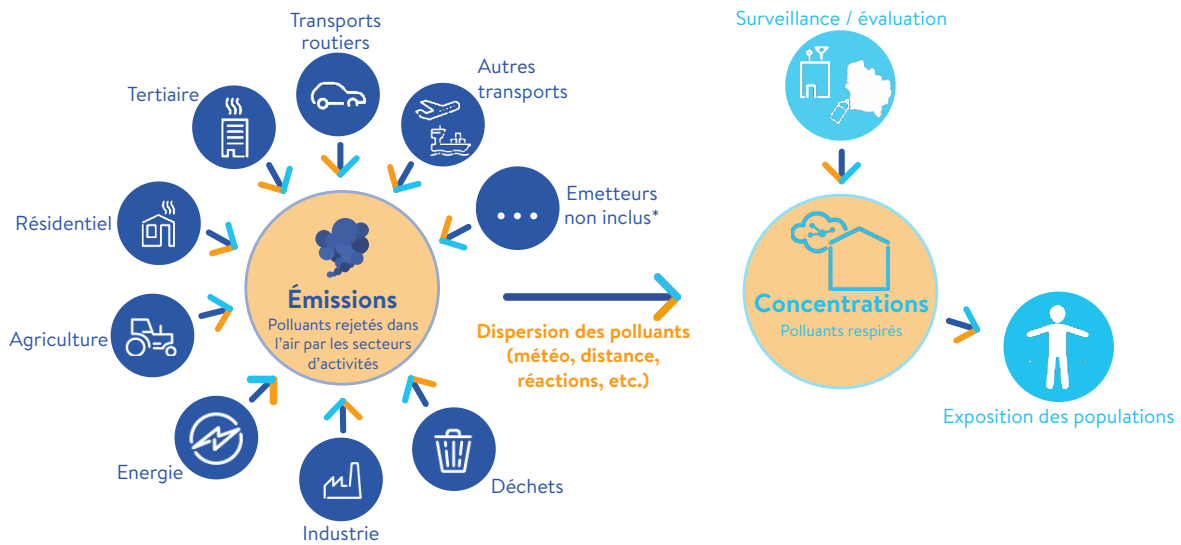 Transports
routiers
Autres
transports
Tertiaire
Emetteurs
non inclus*
Résidentiel
Agriculture
Energie
Industrie
Déchets
Émissions
Polluants rejetés dans
l’air par les secteurs
d’activités
Dispersion des polluants
(météo, distance,
réactions, etc.)
Surveillance / évaluation
Concentrations
Polluants respirés
Exposition des populations